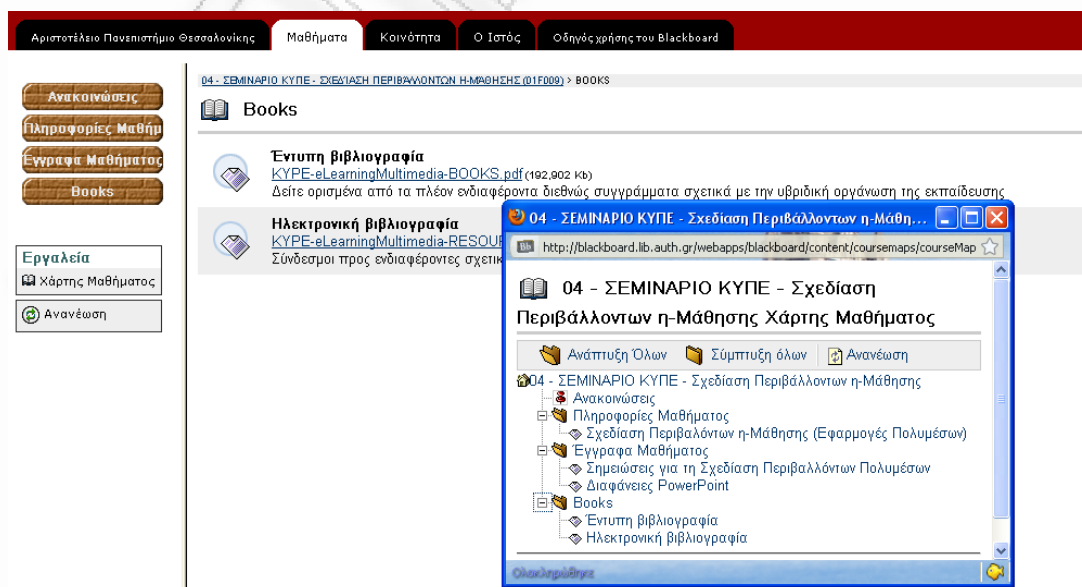 Αριστοτέλειο Πανεπιστήμιο Θεσσαλονίκης Μαθήματα Κοινότητα Ο Ιστός Οδηγός χρήσης του Blackboard
04 - ΣΕΜΙΝΑΡΙΟ ΚΥΠΕ - ΣΧΕΔΙΑΣΗ ΠΕΡΙΒΑΛΛΟΝΤΩΝ Η-ΜΑΘΗΣΗΣ (01F009) > BOOKS
Ανακοινώσεις
Πληροφορίες Μαθήμ
Έγγραφα Μαθήματος
Books
Εργαλεία
Χάρτης Μαθήματος
Ανανέωση
Books
Έντυπη βιβλιογραφία
KYPE-eLearningMultimedia-BOOKS.pdf (192,902 Kb)
Δείτε ορισμένα από τα πλέον ενδιαφέροντα διεθνώς συγγράμματα σχετικά με την υβριδική οργάνωση της εκπαίδευσης
Ηλεκτρονική βιβλιογραφία
KYPE-eLearningMultimedia-RESOU
Σύνδεσμοι προς ενδιαφέροντες σχετικ
04 - ΣΕΜΙΝΑΡΙΟ ΚΥΠΕ - Σχεδίαση Περιβάλλοντων η-Μάθη...
http://blackboard.lib.auth.gr/webapps/blackboard/content/coursemaps/courseMap
04 - ΣΕΜΙΝΑΡΙΟ ΚΥΠΕ - Σχεδίαση
Περιβάλλοντων η-Μάθησης Χάρτης Μαθήματος
Ανάπτυξη Όλων Σύμπτυξη όλων Ανανέωση
04 - ΣΕΜΙΝΑΡΙΟ ΚΥΠΕ - Σχεδίαση Περιβάλλοντων η-Μάθησης
Ανακοινώσεις
Πληροφορίες Μαθήματος
Σχεδίαση Περιβαλόντων η-Μάθησης (Εφαρμογές Πολυμέσων)
Έγγραφα Μαθήματος
Σημειώσεις για τη Σχεδίαση Περιβαλλόντων Πολυμέσων
Διαφάνειες PowerPoint
Books
Έντυπη βιβλιογραφία
Ηλεκτρονική βιβλιογραφία
Ολοκληρώθηκε